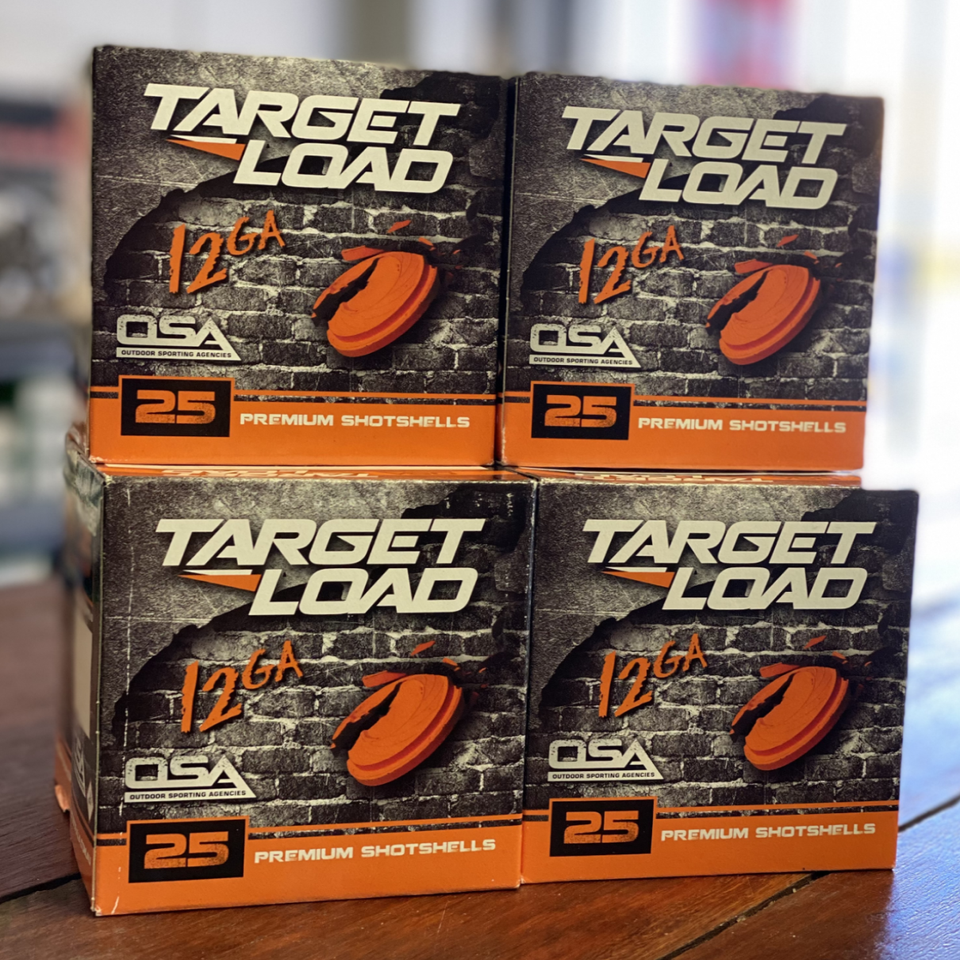 TARGET
LOAD
12GA
OSA
OUTDOOR SPORTING AGENCIES
25
PREMIUM SHOTSHELLS
TARGET
LOAD
12GA
OSA
OUTDOOR SPORTING AGENCIES
25
PREMIUM SHOTSHELLS
TARGET
LOAD
12GA
OSA
OUTDOOR SPORTING AGENCIES
25
PREMIUM SHOTSHELLS
TARGET
LOAD
12GA
OSA
OUTDOOR SPORTING AGENCIES
25
PREMIUM SHOTSHELLS